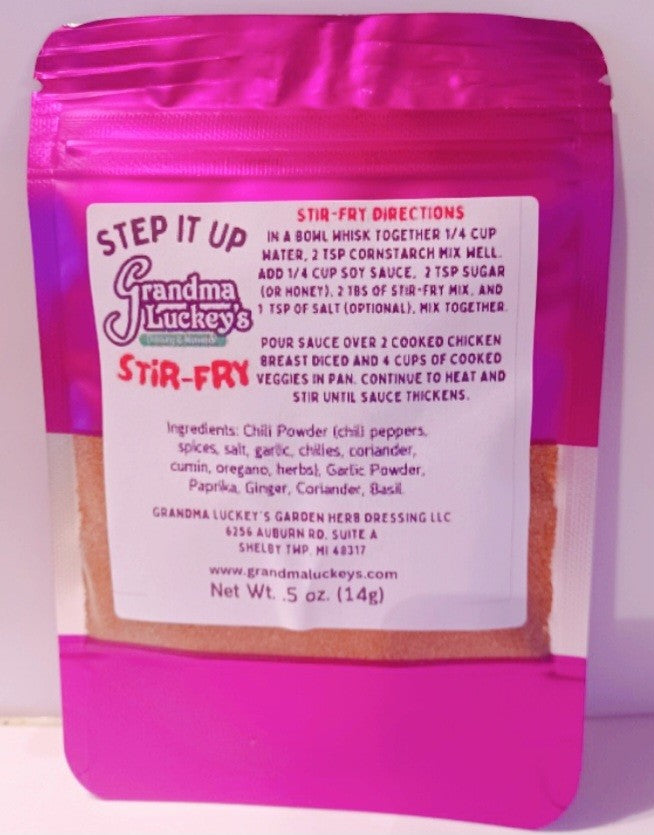 STEP IT UP
Grandma
Luckey's
STIR-FRY
STIR-FRY DIRECTIONS
IN A BOWL WHISK TOGETHER 1/4 CUP
WATER, 2 TSP CORNSTARCH MIX WELL.
ADD 1/4 CUP SOY SAUCE, 2 TSP SUGAR
(OR HONEY), 2 TBS OF STIR-FRY MIX, AND
1 TSP OF SALT (OPTIONAL), MIX TOGETHER.
POUR SAUCE OVER 2 COOKED CHICKEN
BREAST DICED AND 4 CUPS OF COOKED
VEGGIES IN PAN. CONTINUE TO HEAT AND
STIR UNTIL SAUCE THICKENS.
Ingredients: Chili Powder (chili peppers,
spices, salt, garlic, chilies, coriander,
cumin, oregano, herbs), Garlic Powder,
Paprika, Ginger, Coriander, Basil
GRANDMA LUCKEY'S GARDEN HERB DRESSING LLC
6256 AUBURN RD. SUITE A
SHELBY TWP, MI 48317
www.grandmaluckeys.com
Net Wt. .5 oz. (14g)